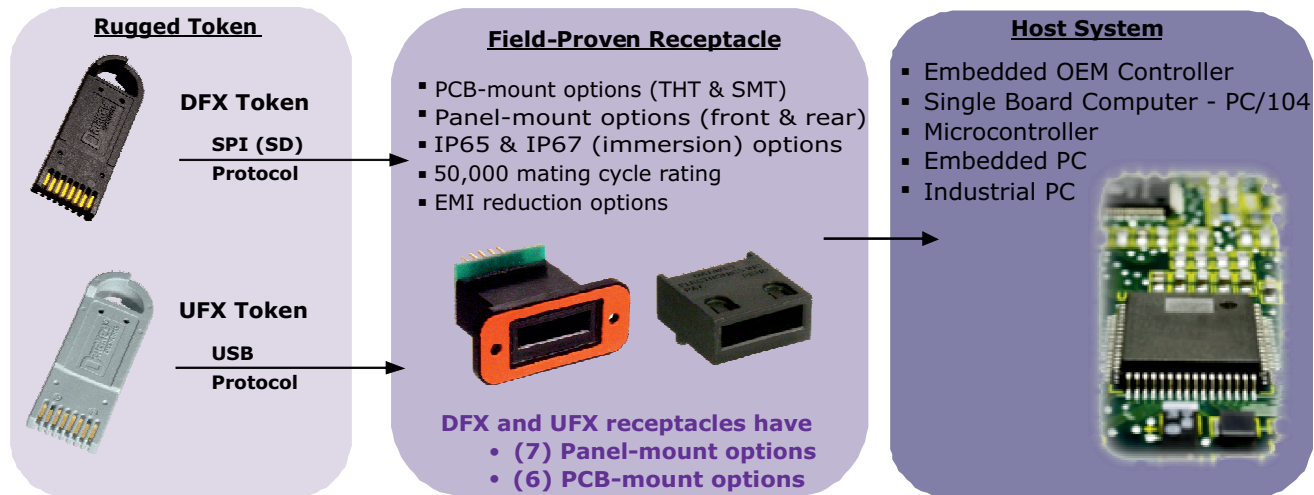 Rugged Token
DFX Token
SPI (SD)
Protocol
UFX Token
USB
Protocol
Field-Proven Receptacle
▪ PCB-mount options (THT & SMT)
▪ Panel-mount options (front & rear)
▪ IP65 & IP67 (immersion) options
▪ 50,000 mating cycle rating
▪ EMI reduction options
DFX and UFX receptacles have
• (7) Panel-mount options
• (6) PCB-mount options
Host System
▪ Embedded OEM Controller
▪ Single Board Computer - PC/104
▪ Microcontroller
▪ Embedded PC
▪ Industrial PC